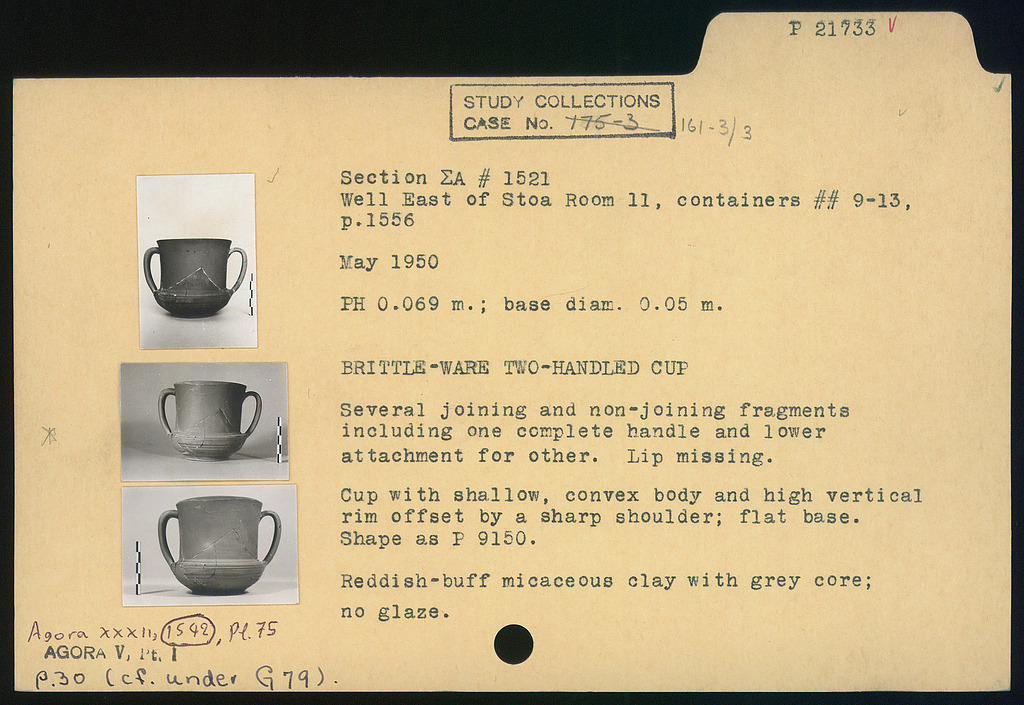 P 21733 V
STUDY COLLECTIONS
CASE No. 175-3 161-3/3
Section ΣA # 1521
Well East of Stoa Room 11, containers ## 9-13,
p.1556
May 1950
PH 0.069 m.; base diam. 0.05 m.
BRITTLE-WARE TWO-HANDLED CUP
Several joining and non-joining fragments
including one complete handle and lower
attachment for other. Lip missing.
Cup with shallow, convex body and high vertical
rim offset by a sharp shoulder; flat base.
Shape as P 9150.
Reddish-buff micaceous clay with grey core;
no glaze.
Agora XXXII, 1542, Pl. 75
AGORA V, Pt. I
p.30 (cf. under G 79).